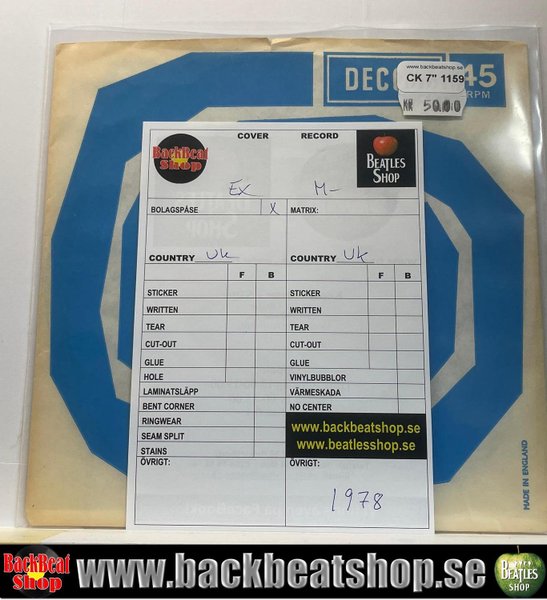 www.backbeatshop.se
CK 7" 1159
KR 50.00
DECC
45
RPM
COVER RECORD
BackBeat
Shop
BEATLES
SHOP
EX M-
BOLAGSPÅSE X MATRIX:
COUNTRY UK COUNTRY UK
F B F B
STICKER STICKER
WRITTEN WRITTEN
TEAR TEAR
CUT-OUT CUT-OUT
GLUE GLUE
HOLE VINYLBUBBLOR
LAMINATSLÄPP VÄRMESKADA
BENT CORNER NO CENTER
RINGWEAR
SEAM SPLIT
STAINS
www.backbeatshop.se
www.beatlesshop.se
ÖVRIGT: ÖVRIGT:
1978
MADE IN ENGLAND
BackBeat
Shop
www.backbeatshop.se
BEATLES
SHOP